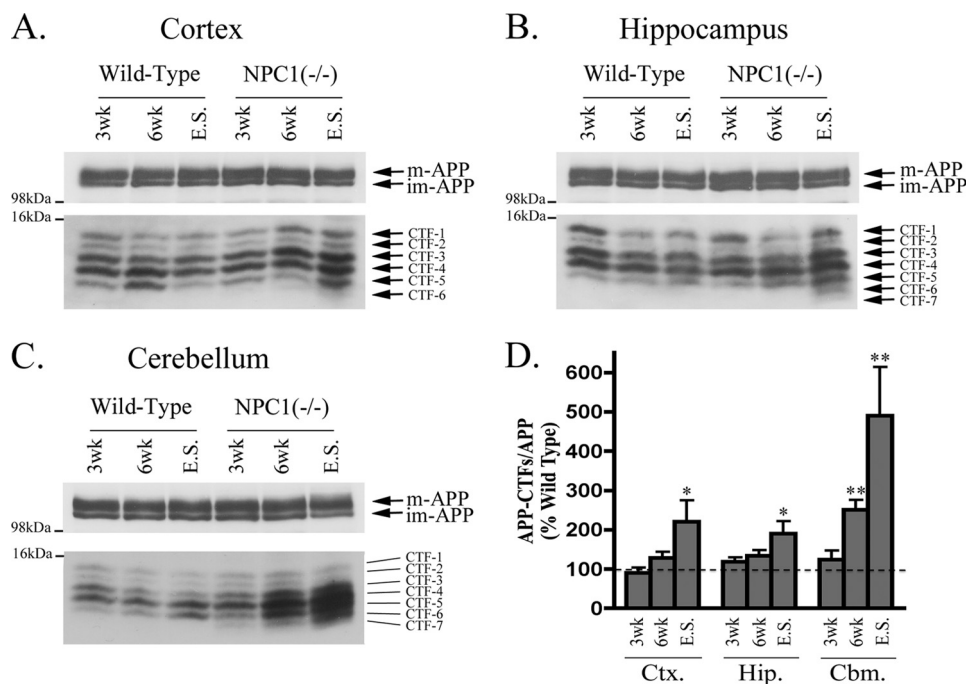 A. Cortex
Wild-Type NPC1(-/-)
3wk 6wk E.S. 3wk 6wk E.S.
m-APP
im-APP
98kDa
16kDa
CTF-1
CTF-2
CTF-3
CTF-4
CTF-5
CTF-6
B. Hippocampus
Wild-Type NPC1(-/-)
3wk 6wk E.S. 3wk 6wk E.S.
m-APP
im-APP
98kDa
16kDa
CTF-1
CTF-2
CTF-3
CTF-4
CTF-5
CTF-6
CTF-7
C. Cerebellum
Wild-Type NPC1(-/-)
3wk 6wk E.S. 3wk 6wk E.S.
m-APP
im-APP
98kDa
16kDa
CTF-1
CTF-2
CTF-3
CTF-4
CTF-5
CTF-6
CTF-7
D.
APP-CTFs/APP
(% Wild Type)
600
500
400
300
200
100
0
* * ** **
3wk 6wk E.S. 3wk 6wk E.S. 3wk 6wk E.S.
Ctx. Hip. Cbm.